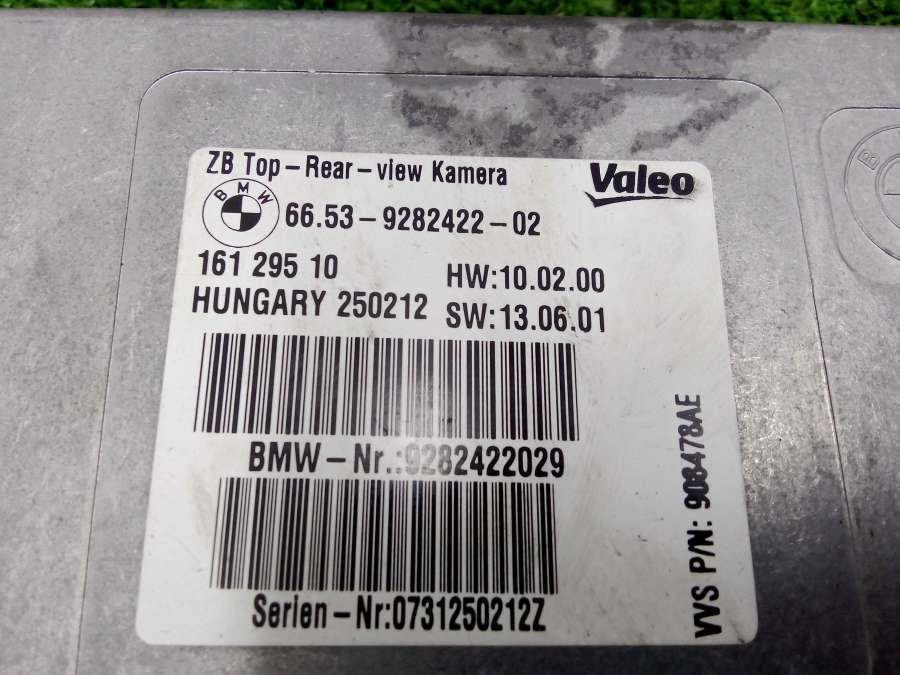 ZB Top-Rear-view Kamera
Valeo
BMW
66.53-9282422-02
161 295 10
HW:10.02.00
HUNGARY 250212
SW:13.06.01
BMW-Nr.:9282422029
Serien-Nr:0731250212Z
VVS P/N: 908478AE
B